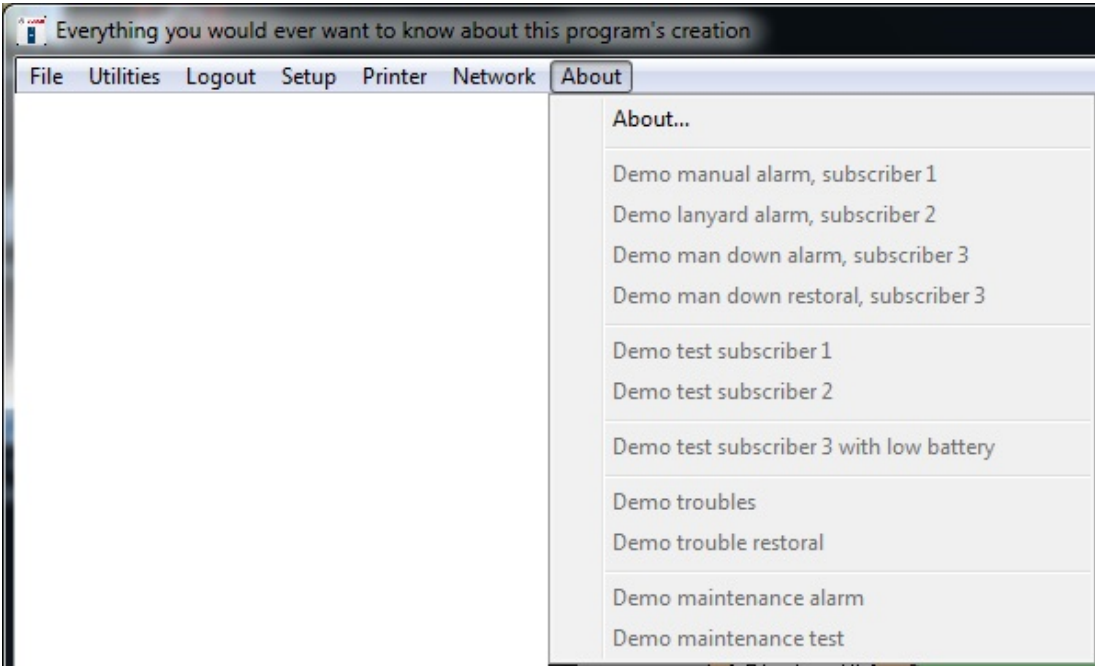 Everything you would ever want to know about this program's creation
File Utilities Logout Setup Printer Network About
About...
Demo manual alarm, subscriber 1
Demo lanyard alarm, subscriber 2
Demo man down alarm, subscriber 3
Demo man down restoral, subscriber 3
Demo test subscriber 1
Demo test subscriber 2
Demo test subscriber 3 with low battery
Demo troubles
Demo trouble restoral
Demo maintenance alarm
Demo maintenance test